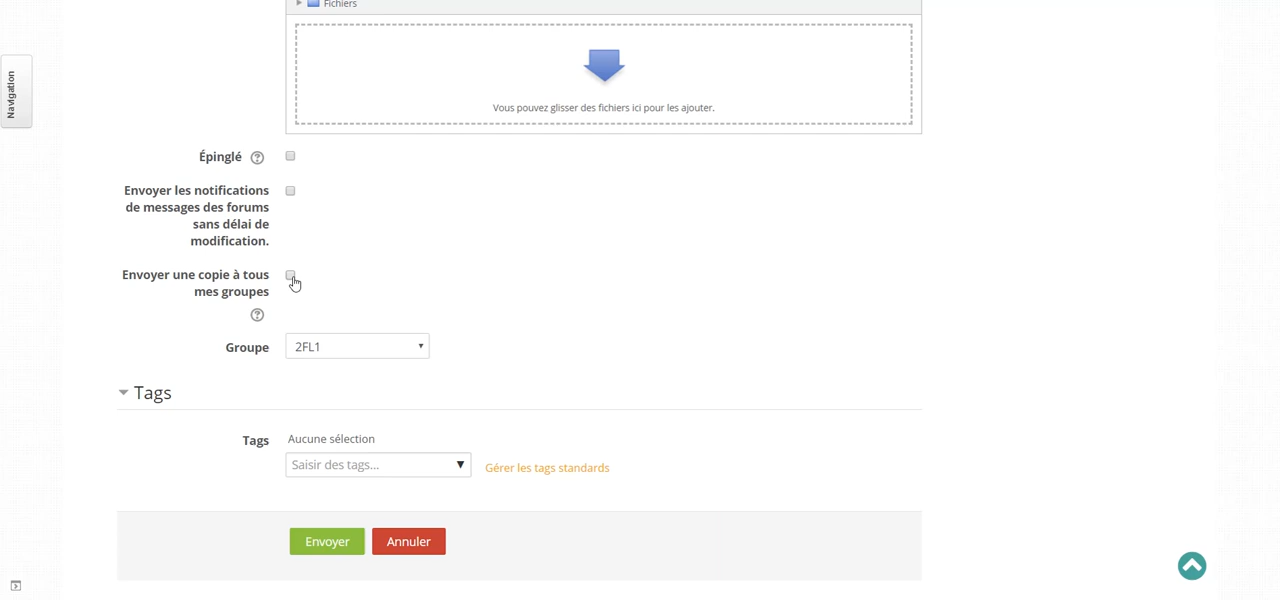 Fichiers
Navigation
Vous pouvez glisser des fichiers ici pour les ajouter.
Épinglé
Envoyer les notifications
de messages des forums
sans délai de
modification.
Envoyer une copie à tous
mes groupes
Groupe
2FL1
Tags
Tags
Aucune sélection
Saisir des tags...
Gérer les tags standards
Envoyer
Annuler